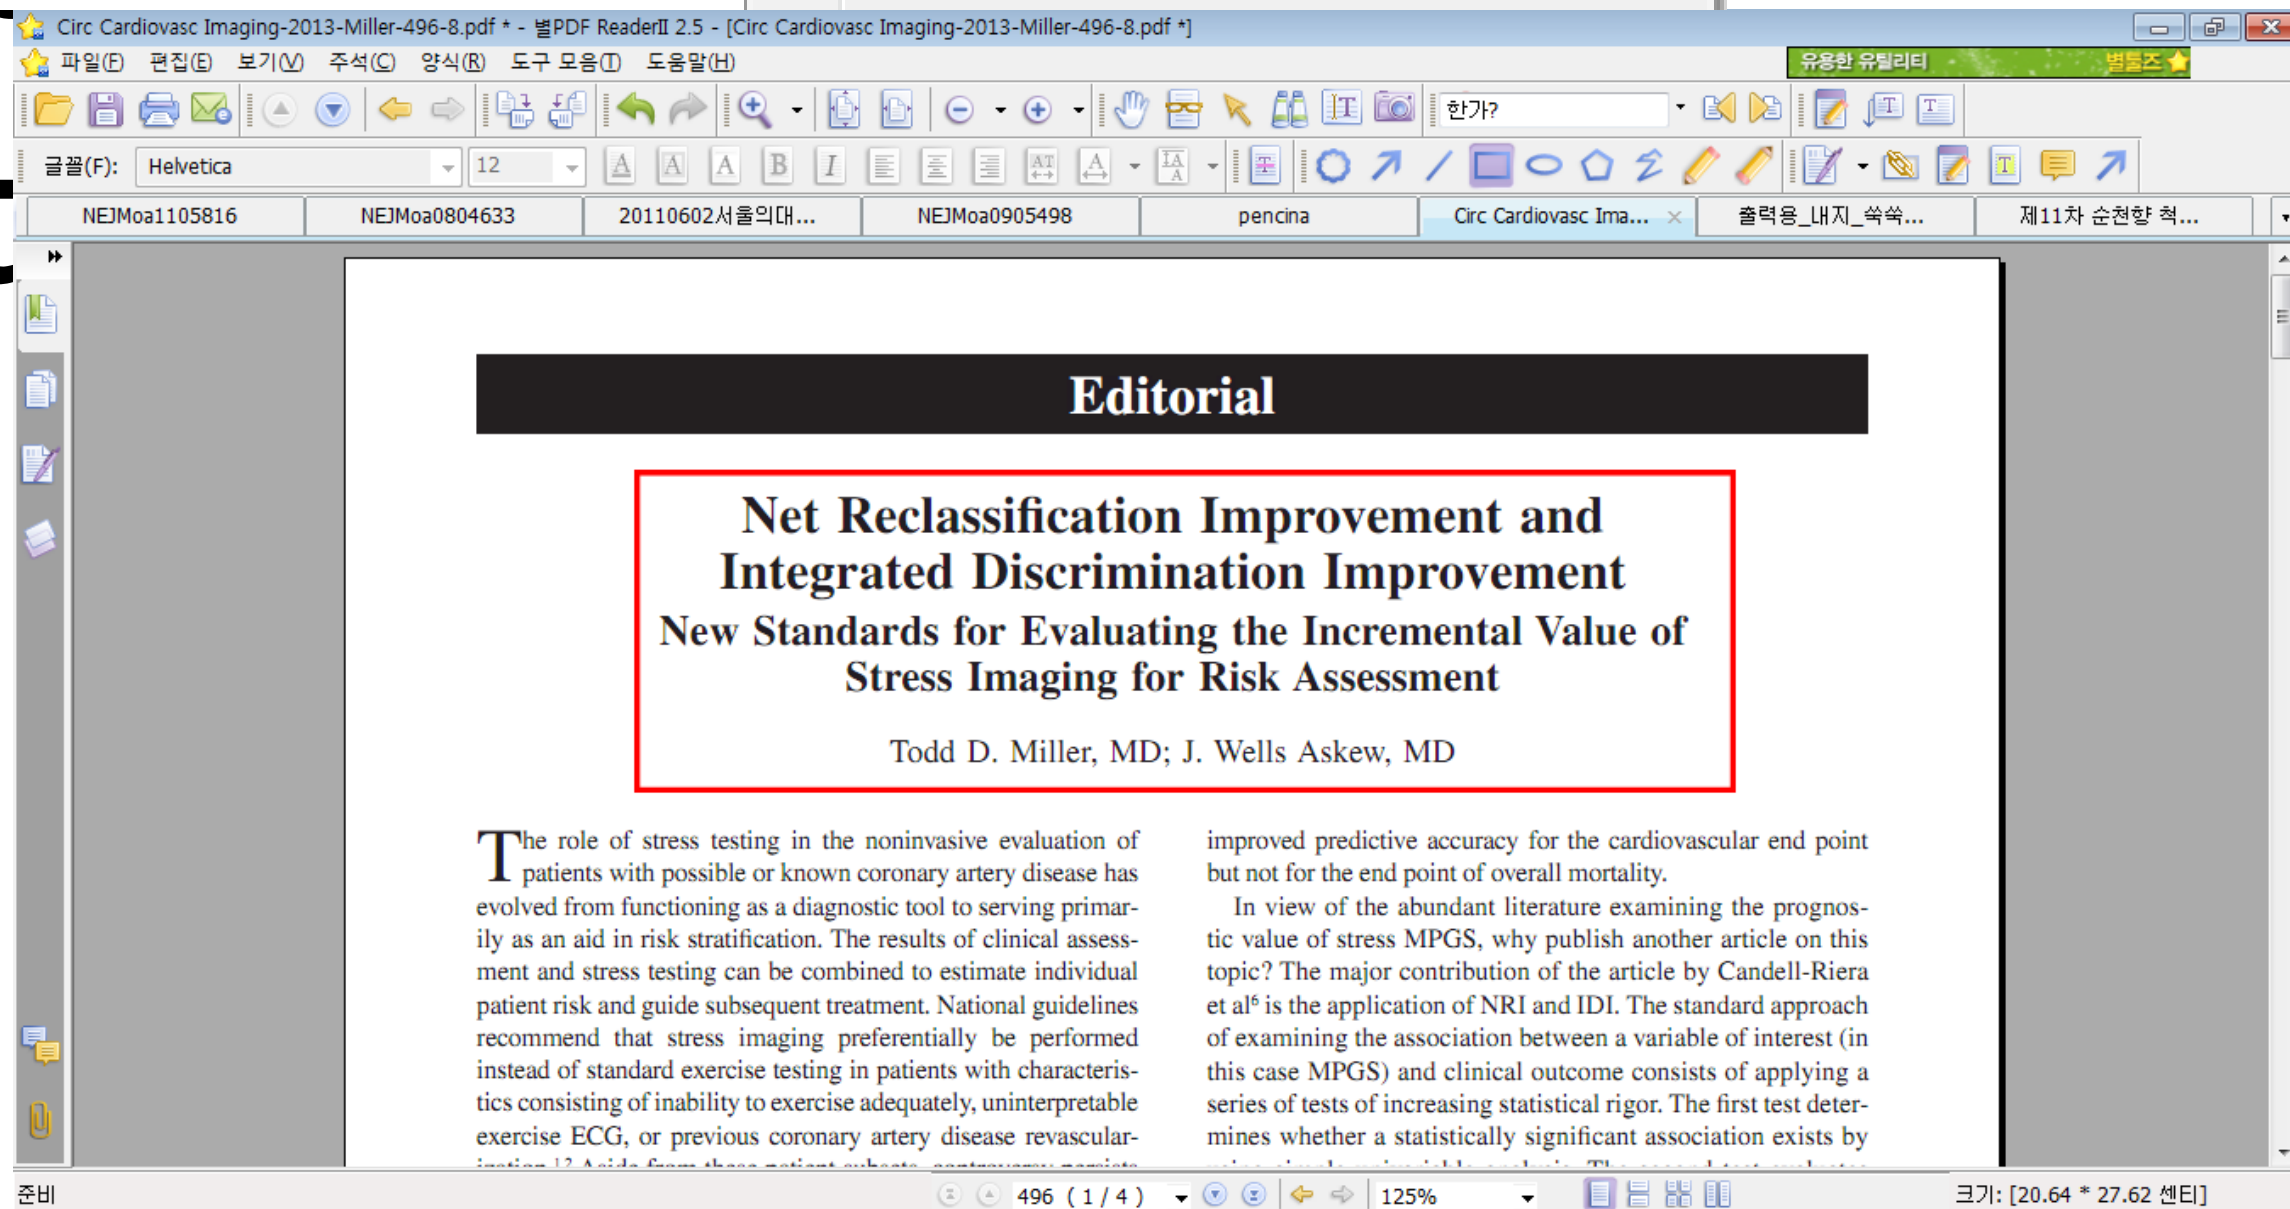 Circ Cardiovasc Imaging-2013-Miller-496-8.pdf * - 별PDF ReaderII 2.5 - [Circ Cardiovasc Imaging-2013-Miller-496-8.pdf *]
파일(F) 편집(E) 보기(V) 주석(C) 양식(R) 도구 모음(T) 도움말(H) 유용한 유틸리티 별툴즈
한가?
글꼴(F): Helvetica 12
NEJMoa1105816 NEJMoa0804633 20110602서울의대... NEJMoa0905498 pencina Circ Cardiovasc Ima... 출력용_내지_쑥쑥... 제11차 순천향 척...
Editorial
Net Reclassification Improvement and
Integrated Discrimination Improvement
New Standards for Evaluating the Incremental Value of
Stress Imaging for Risk Assessment
Todd D. Miller, MD; J. Wells Askew, MD
The role of stress testing in the noninvasive evaluation of
patients with possible or known coronary artery disease has
evolved from functioning as a diagnostic tool to serving primar-
ily as an aid in risk stratification. The results of clinical assess-
ment and stress testing can be combined to estimate individual
patient risk and guide subsequent treatment. National guidelines
recommend that stress imaging preferentially be performed
instead of standard exercise testing in patients with characteris-
tics consisting of inability to exercise adequately, uninterpretable
exercise ECG, or previous coronary artery disease revascular-
improved predictive accuracy for the cardiovascular end point
but not for the end point of overall mortality.
In view of the abundant literature examining the prognos-
tic value of stress MPGS, why publish another article on this
topic? The major contribution of the article by Candell-Riera
et al6 is the application of NRI and IDI. The standard approach
of examining the association between a variable of interest (in
this case MPGS) and clinical outcome consists of applying a
series of tests of increasing statistical rigor. The first test deter-
mines whether a statistically significant association exists by
준비 496 ( 1 / 4 ) 125% 크기: [20.64 * 27.62 센티]